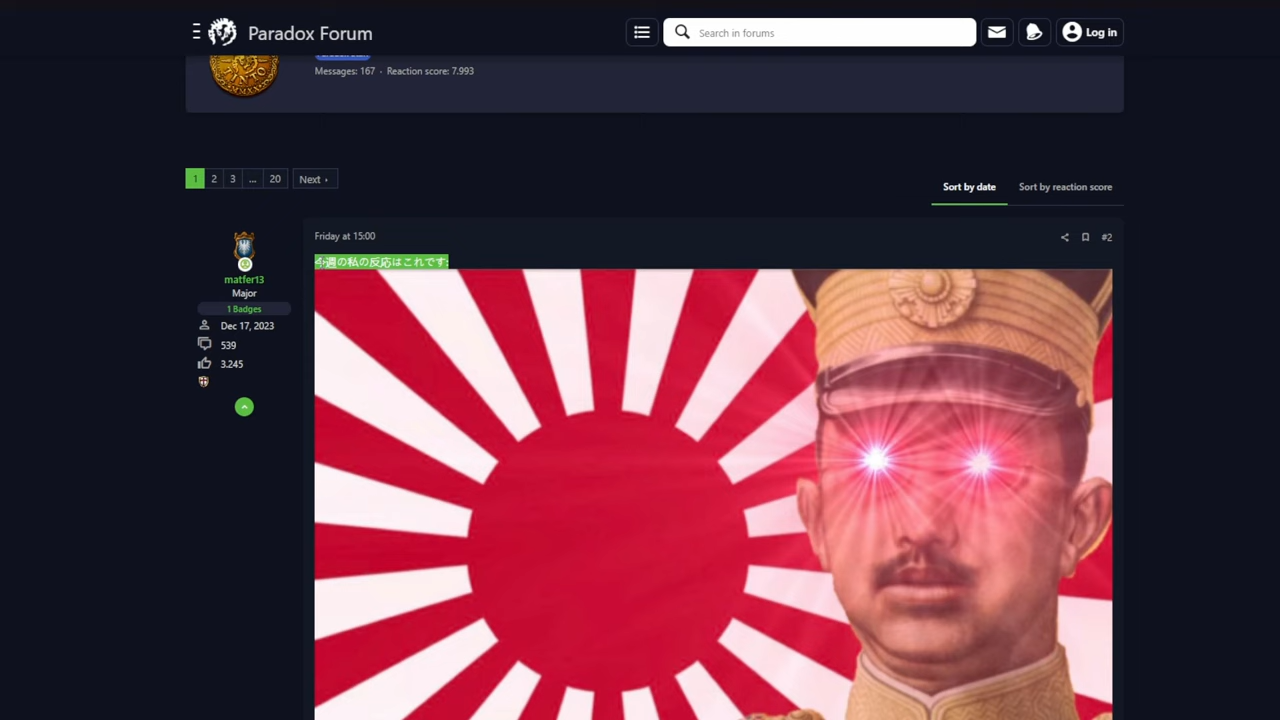 Paradox Forum
Search in forums
Log in
Messages: 167 · Reaction score: 7.993
1 2 3 ... 20 Next ›
Sort by date
Sort by reaction score
Friday at 15:00
#2
今週の私の反応はこれです:
matfer13
Major
1 Badges
Dec 17, 2023
539
3.245